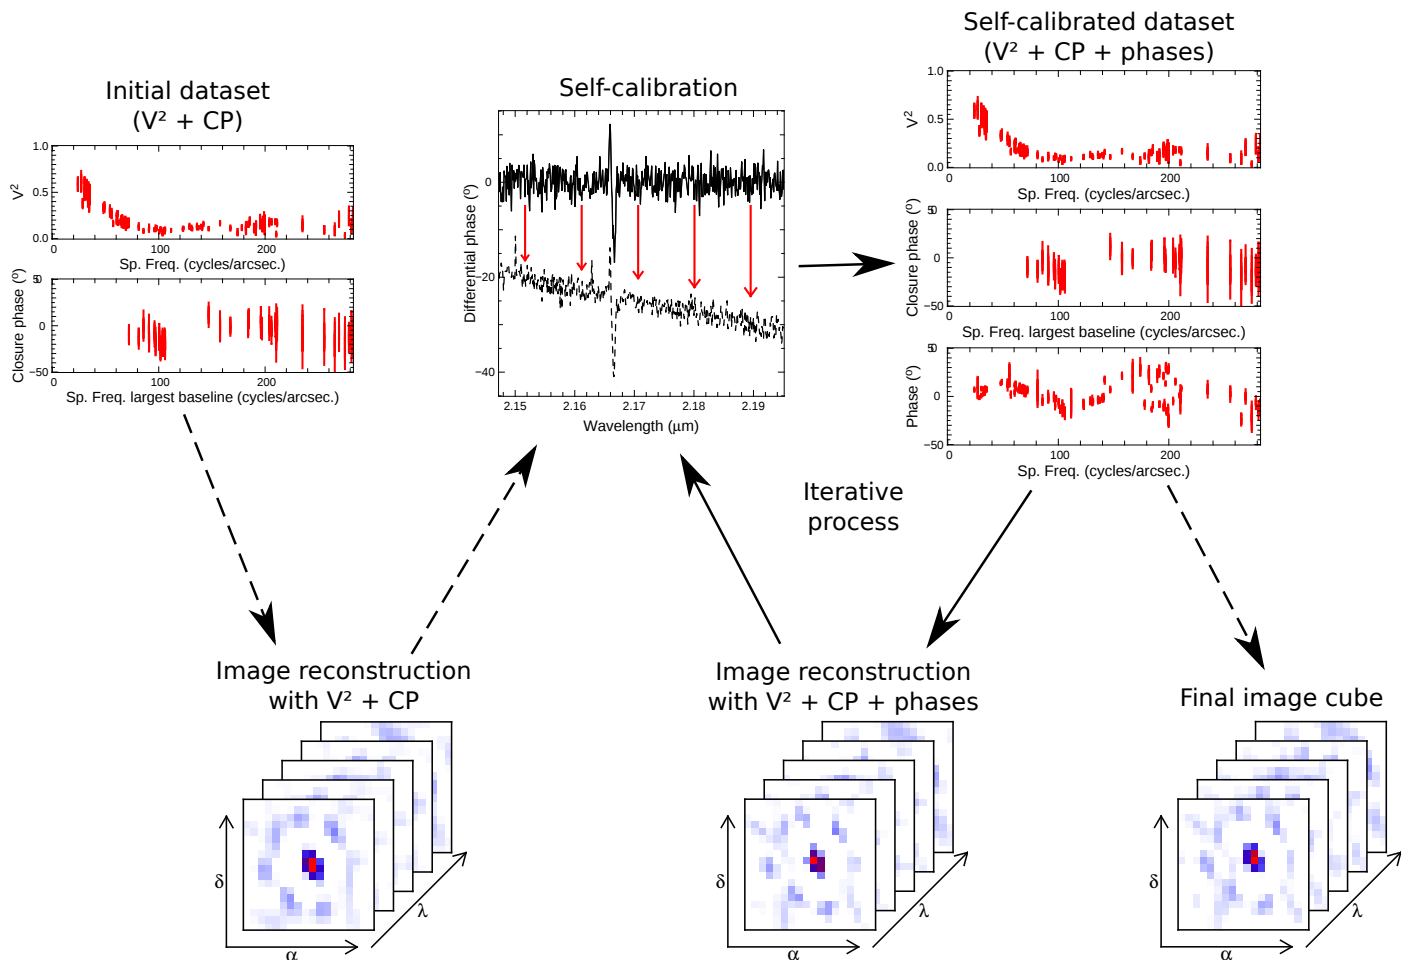 Initial dataset
(V² + CP)
1.0
0.5
0.0
V²
0
100
200
Sp. Freq. (cycles/arcsec.)
50
0
−50
Closure phase (º)
0
100
200
Sp. Freq. largest baseline (cycles/arcsec.)
Self-calibration
0
−20
−40
Differential phase (º)
2.15
2.16
2.17
2.18
2.19
Wavelength (μm)
Self-calibrated dataset
(V² + CP + phases)
1.0
0.5
0.0
V²
0
100
200
Sp. Freq. (cycles/arcsec.)
50
0
−50
Closure phase (º)
0
100
200
Sp. Freq. largest baseline (cycles/arcsec.)
50
0
−50
Phase (º)
0
100
200
Sp. Freq. (cycles/arcsec.)
Iterative
process
Image reconstruction
with V² + CP
δ
α
λ
Image reconstruction
with V² + CP + phases
δ
α
λ
Final image cube
δ
α
λ